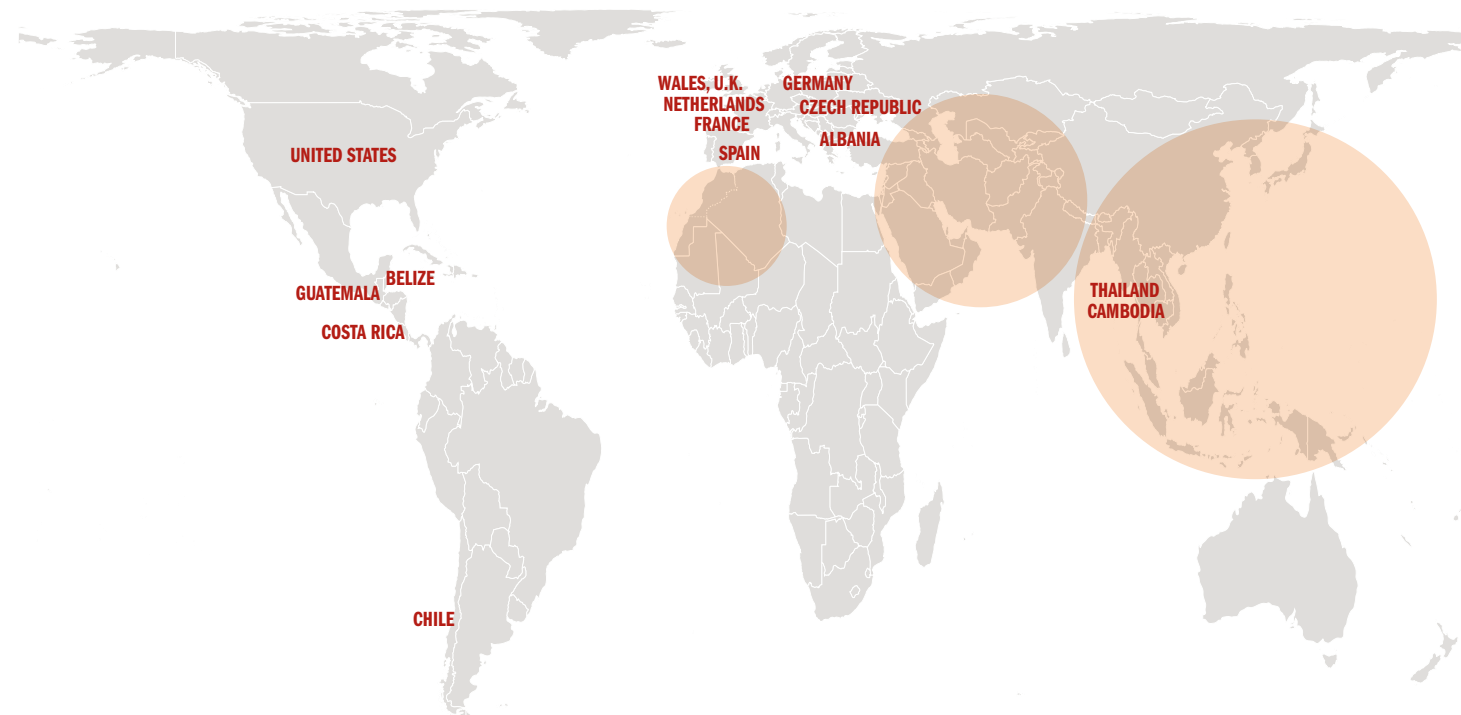 WALES, U.K.
NETHERLANDS
FRANCE
SPAIN
GERMANY
CZECH REPUBLIC
ALBANIA
UNITED STATES
BELIZE
GUATEMALA
COSTA RICA
THAILAND
CAMBODIA
CHILE